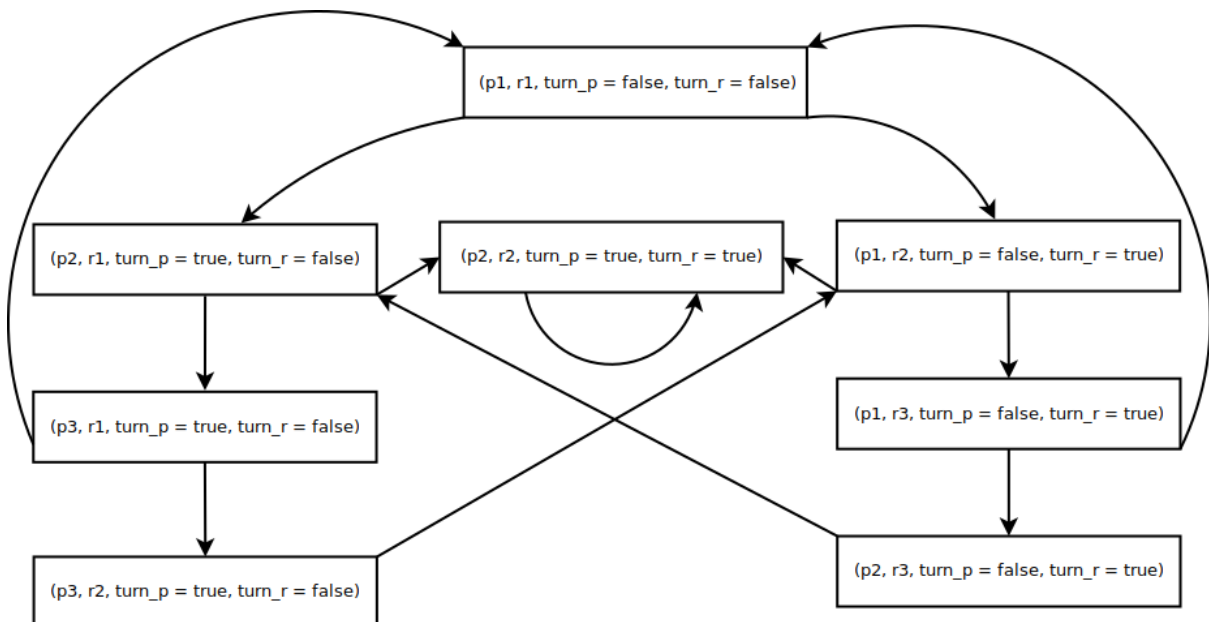 (p1, r1, turn_p = false, turn_r = false)
(p2, r1, turn_p = true, turn_r = false)
(p2, r2, turn_p = true, turn_r = true)
(p1, r2, turn_p = false, turn_r = true)
(p3, r1, turn_p = true, turn_r = false)
(p1, r3, turn_p = false, turn_r = true)
(p3, r2, turn_p = true, turn_r = false)
(p2, r3, turn_p = false, turn_r = true)